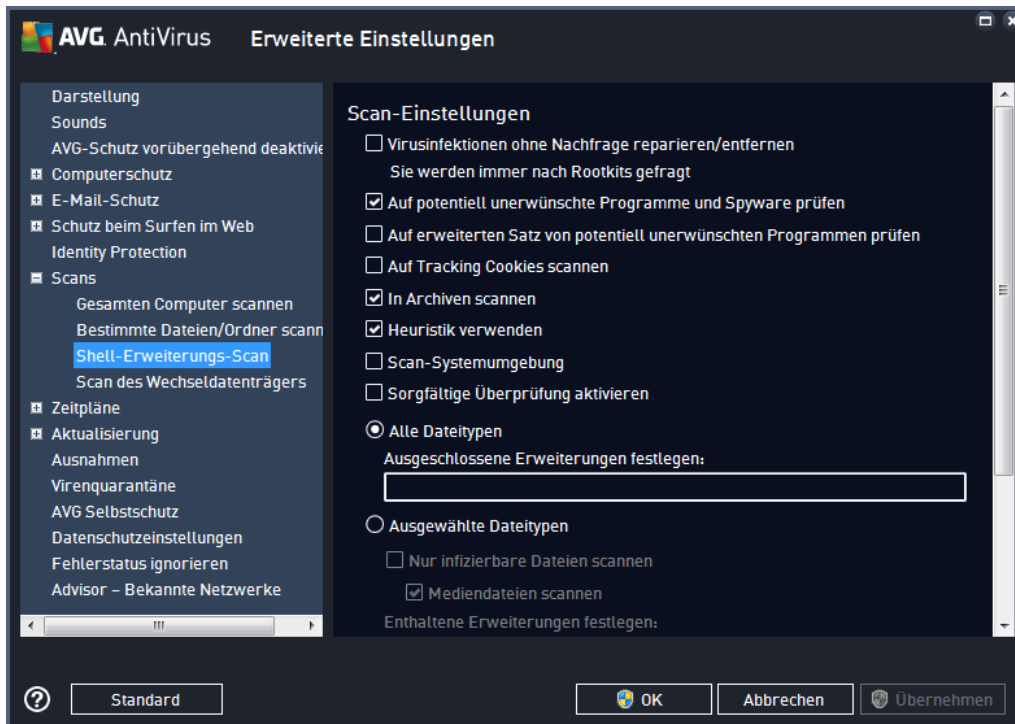 AVG AntiVirus Erweiterte Einstellungen
Darstellung
Sounds
AVG-Schutz vorübergehend deaktivie
Computerschutz
E-Mail-Schutz
Schutz beim Surfen im Web
Identity Protection
Scans
Gesamten Computer scannen
Bestimmte Dateien/Ordner scann
Shell-Erweiterungs-Scan
Scan des Wechseldatenträgers
Zeitpläne
Aktualisierung
Ausnahmen
Virenquarantäne
AVG Selbstschutz
Datenschutzeinstellungen
Fehlerstatus ignorieren
Advisor – Bekannte Netzwerke
Scan-Einstellungen
Virusinfektionen ohne Nachfrage reparieren/entfernen
Sie werden immer nach Rootkits gefragt
Auf potentiell unerwünschte Programme und Spyware prüfen
Auf erweiterten Satz von potentiell unerwünschten Programmen prüfen
Auf Tracking Cookies scannen
In Archiven scannen
Heuristik verwenden
Scan-Systemumgebung
Sorgfältige Überprüfung aktivieren
Alle Dateitypen
Ausgeschlossene Erweiterungen festlegen:
Ausgewählte Dateitypen
Nur infizierbare Dateien scannen
Mediendateien scannen
Enthaltene Erweiterungen festlegen:
? Standard OK Abbrechen Übernehmen